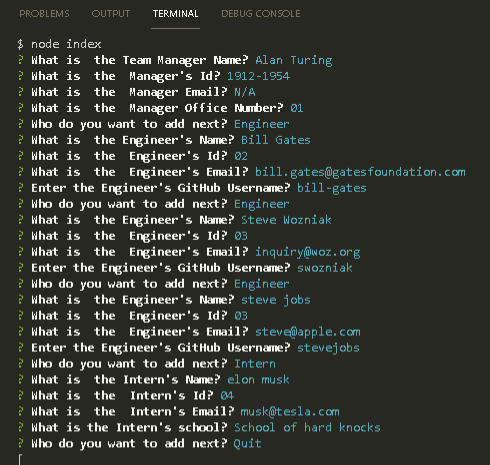 PROBLEMS OUTPUT TERMINAL DEBUG CONSOLE
$ node index
? What is  the Team Manager Name? Alan Turing
? What is  the  Manager's Id? 1912-1954
? What is  the  Manager Email? N/A
? What is  the  Manager Office Number? 01
? Who do you want to add next? Engineer
? What is  the Engineer's Name? Bill Gates
? What is  the  Engineer's Id? 02
? What is  the  Engineer's Email? bill.gates@gatesfoundation.com
? Enter the Engineer's GitHub Username? bill-gates
? Who do you want to add next? Engineer
? What is  the Engineer's Name? Steve Wozniak
? What is  the  Engineer's Id? 03
? What is  the  Engineer's Email? inquiry@woz.org
? Enter the Engineer's GitHub Username? swozniak
? Who do you want to add next? Engineer
? What is  the Engineer's Name? steve jobs
? What is  the  Engineer's Id? 03
? What is  the  Engineer's Email? steve@apple.com
? Enter the Engineer's GitHub Username? stevejobs
? Who do you want to add next? Intern
? What is  the Intern's Name? elon musk
? What is  the  Intern's Id? 04
? What is  the  Intern's Email? musk@tesla.com
? What is the Intern's school? School of hard knocks
? Who do you want to add next? Quit